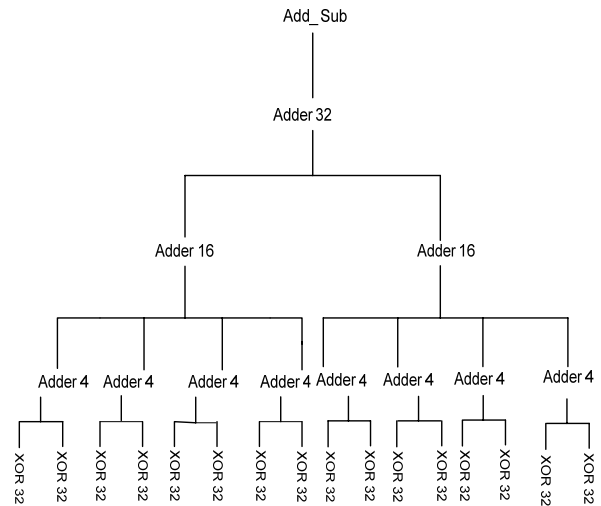 Add_Sub
Adder 32
Adder 16 Adder 16
Adder 4 Adder 4 Adder 4 Adder 4 Adder 4 Adder 4 Adder 4 Adder 4
XOR 32 XOR 32 XOR 32 XOR 32 XOR 32 XOR 32 XOR 32 XOR 32 XOR 32 XOR 32 XOR 32 XOR 32 XOR 32 XOR 32 XOR 32 XOR 32